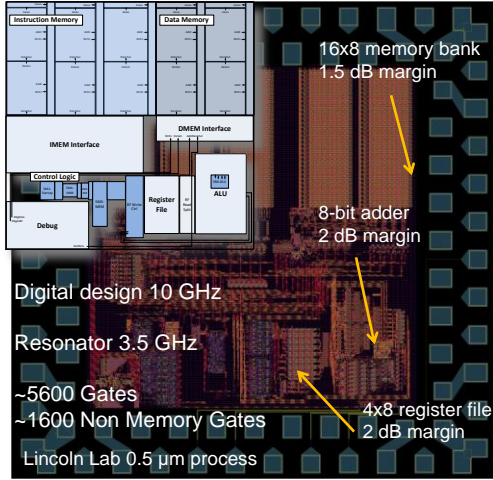 Instruction Memory
Data Memory
16x8 memory bank
1.5 dB margin
IMEM Interface
DMEM Interface
Control Logic
Debug
Register
File
ALU
8-bit adder
2 dB margin
Digital design 10 GHz
Resonator 3.5 GHz
~5600 Gates
~1600 Non Memory Gates
4x8 register file
2 dB margin
Lincoln Lab 0.5 µm process